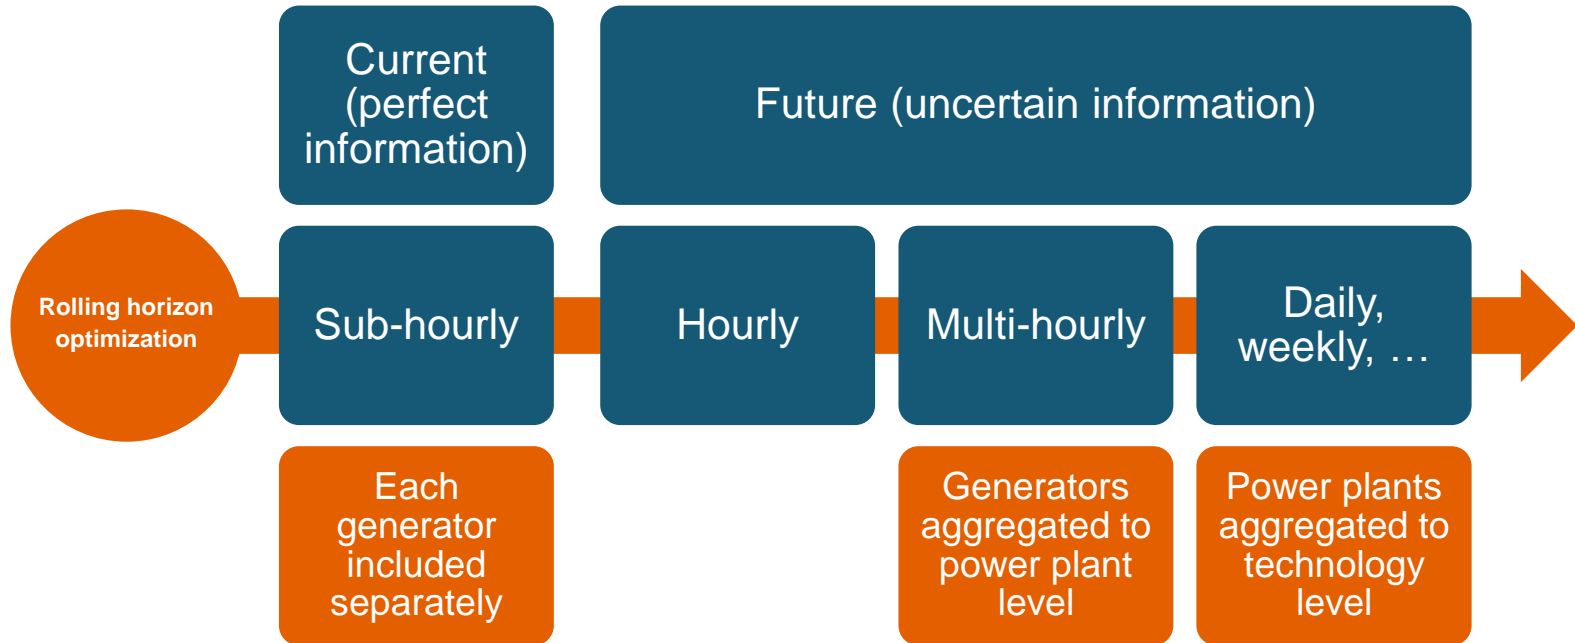 Current
(perfect
information)
Future (uncertain information)
Rolling horizon
optimization
Sub-hourly
Hourly
Multi-hourly
Daily,
weekly, …
Each
generator
included
separately
Generators
aggregated to
power plant
level
Power plants
aggregated to
technology
level